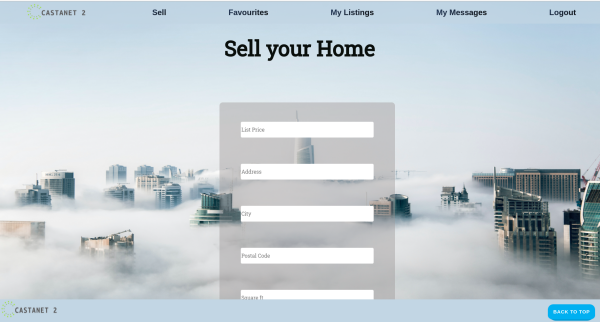 CASTANET 2
Sell
Favourites
My Listings
My Messages
Logout
Sell your Home
List Price
Address
City
Postal Code
Square ft
CASTANET 2
BACK TO TOP